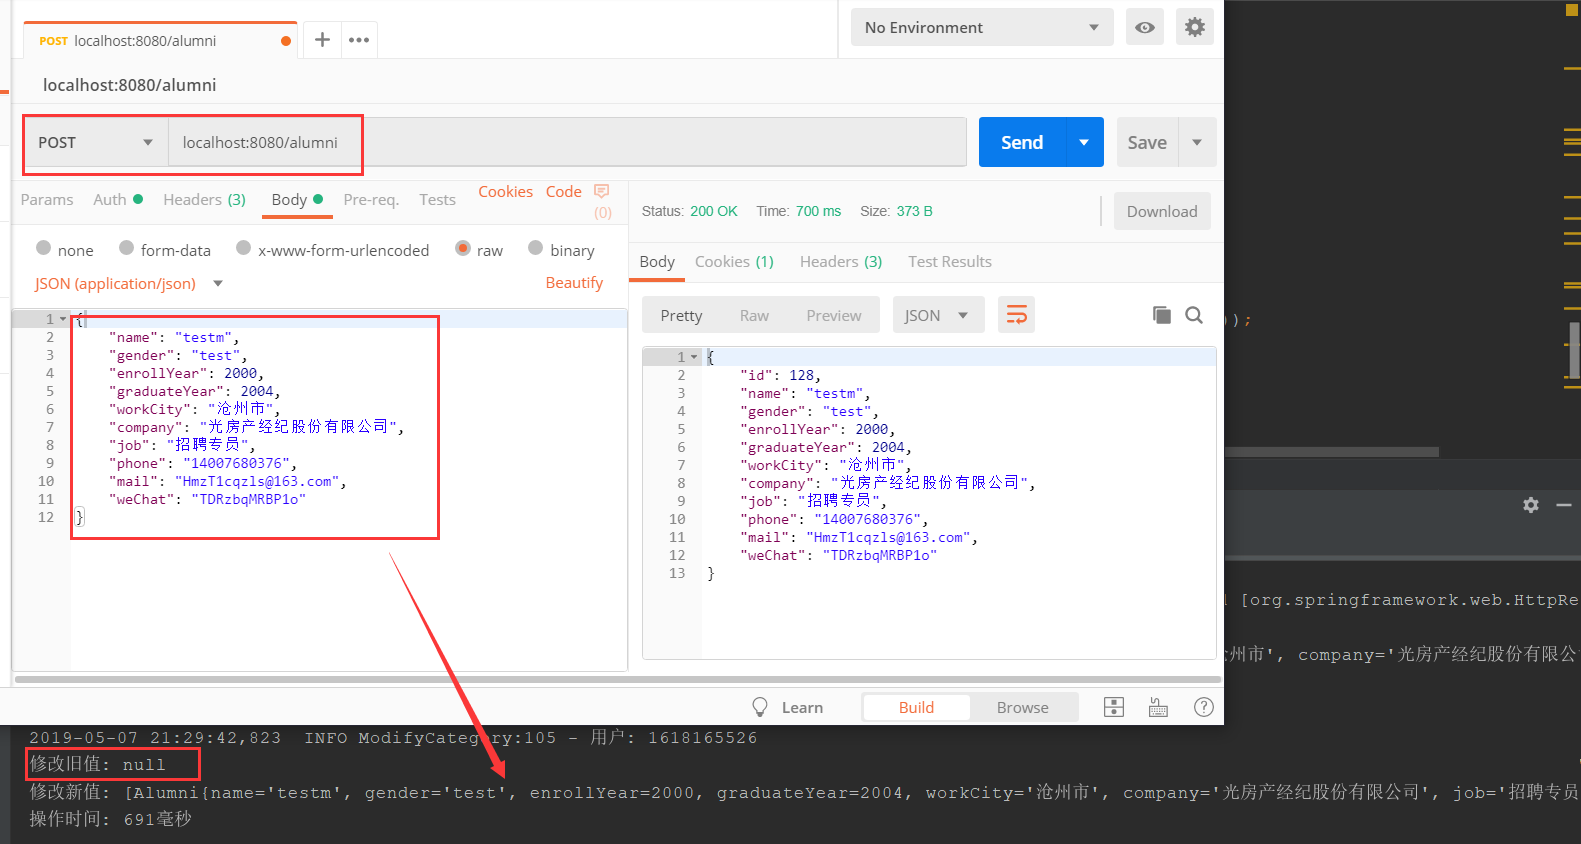 POST localhost:8080/alumni
No Environment
localhost:8080/alumni
POST localhost:8080/alumni
Send
Save
Params Auth Headers (3) Body Pre-req. Tests Cookies Code (0)
Status: 200 OK Time: 700 ms Size: 373 B
Download
none form-data x-www-form-urlencoded raw binary
JSON (application/json)
Beautify
Body Cookies (1) Headers (3) Test Results
Pretty Raw Preview JSON
1 {
2 "name": "testm",
3 "gender": "test",
4 "enrollYear": 2000,
5 "graduateYear": 2004,
6 "workCity": "沧州市",
7 "company": "光房产经纪股份有限公司",
8 "job": "招聘专员",
9 "phone": "14007680376",
10 "mail": "HmzT1cqzls@163.com",
11 "weChat": "TDRzbqMRBP1o"
12 }
1 {
2 "id": 128,
3 "name": "testm",
4 "gender": "test",
5 "enrollYear": 2000,
6 "graduateYear": 2004,
7 "workCity": "沧州市",
8 "company": "光房产经纪股份有限公司",
9 "job": "招聘专员",
10 "phone": "14007680376",
11 "mail": "HmzT1cqzls@163.com",
12 "weChat": "TDRzbqMRBP1o"
13 }
));
[org.springframework.web.HttpRe
州市', company='光房产经纪股份有限公
Learn
Build
Browse
2019-05-07 21:29:42,823 INFO ModifyCategory:105 - 用户: 1618165526
修改旧值: null
修改新值: [Alumni{name='testm', gender='test', enrollYear=2000, graduateYear=2004, workCity='沧州市', company='光房产经纪股份有限公司', job='招聘专员
操作时间: 691毫秒